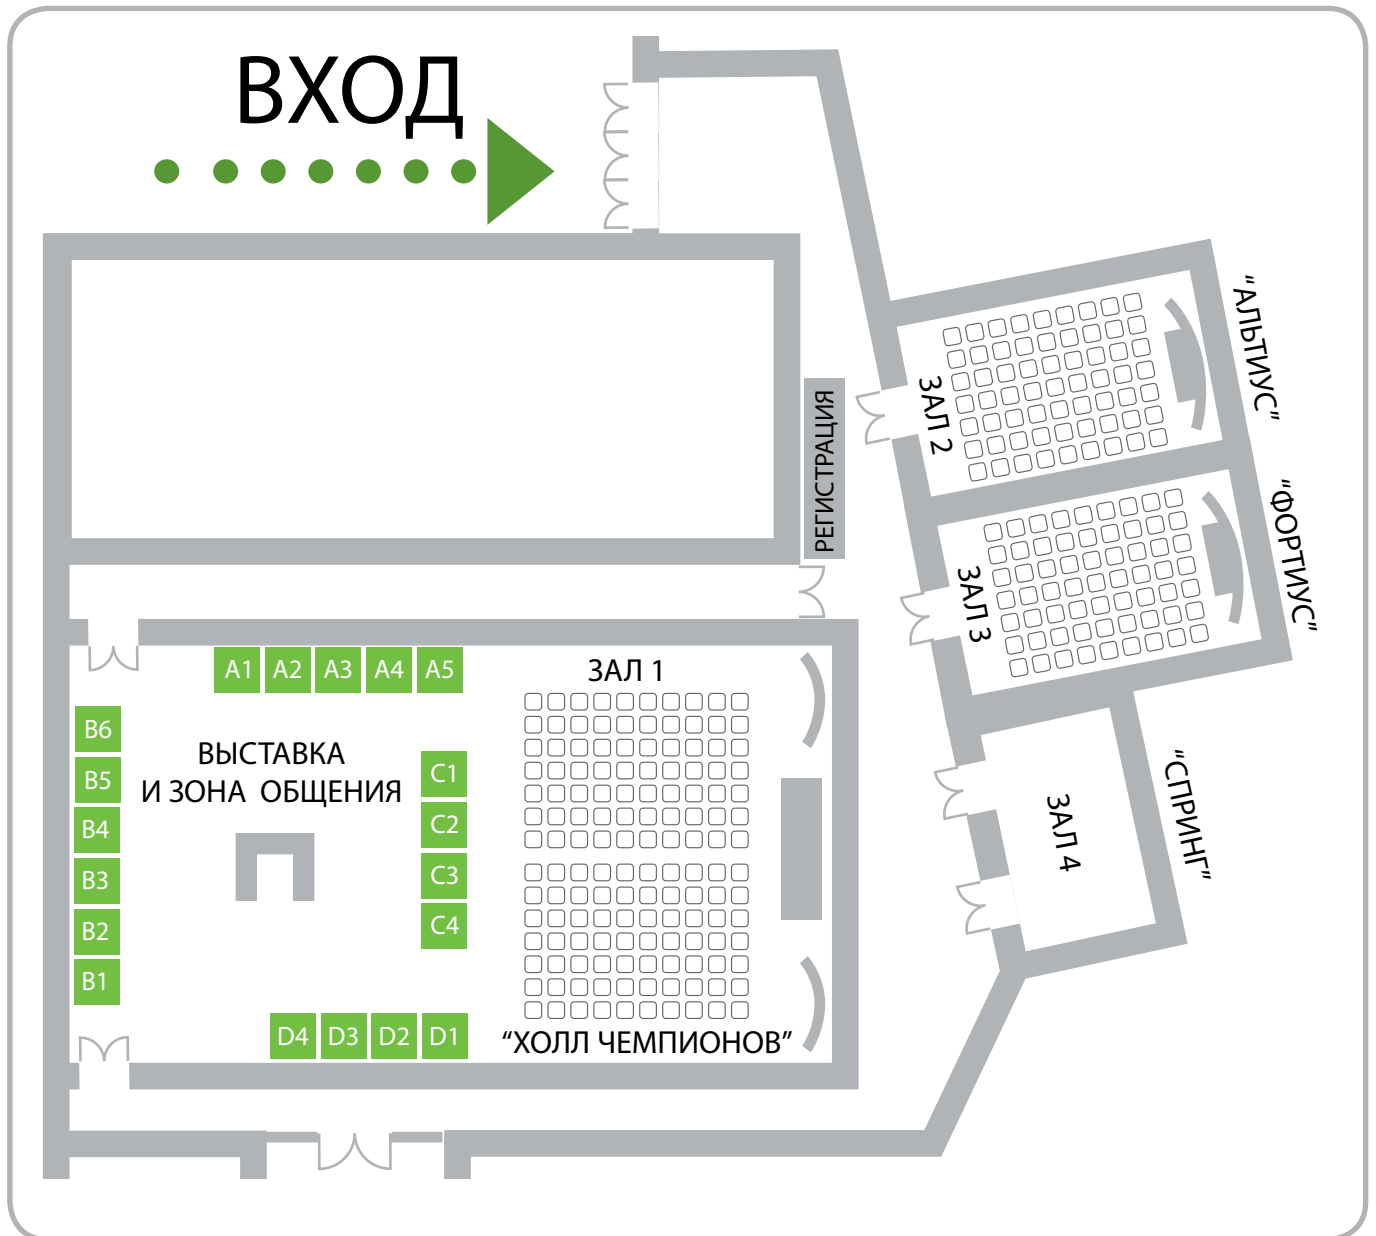 ВХОД
"АЛЬТИУС"
ЗАЛ 2
РЕГИСТРАЦИЯ
"ФОРТИУС"
ЗАЛ 3
A1 A2 A3 A4 A5
ЗАЛ 1
B6
ВЫСТАВКА
И ЗОНА ОБЩЕНИЯ
B5
B4
B3
B2
B1
C1
C2
C3
C4
"СПРИНГ"
ЗАЛ 4
D4 D3 D2 D1
"ХОЛЛ ЧЕМПИОНОВ"